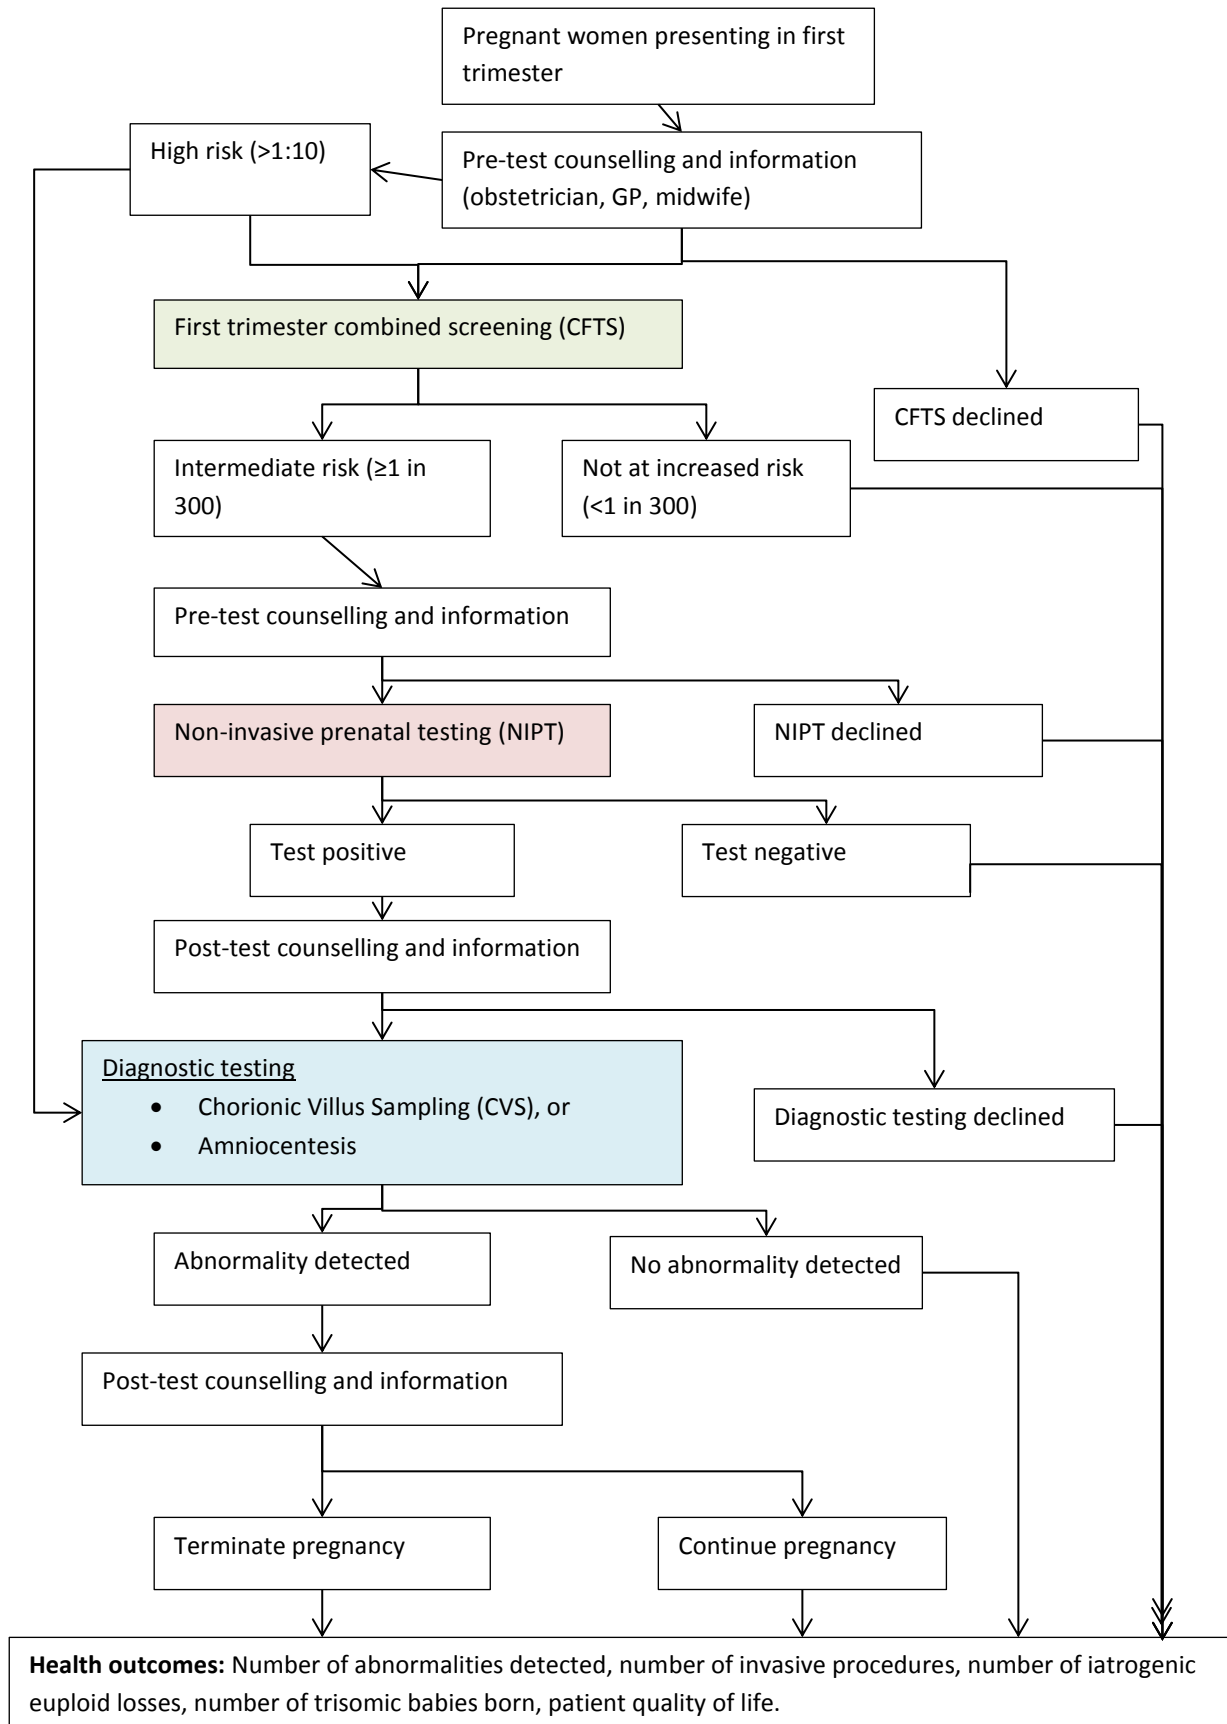 Pregnant women presenting in first
trimester
High risk (>1:10)
Pre-test counselling and information
(obstetrician, GP, midwife)
First trimester combined screening (CFTS)
CFTS declined
Intermediate risk (≥1 in
300)
Not at increased risk
(<1 in 300)
Pre-test counselling and information
Non-invasive prenatal testing (NIPT)
NIPT declined
Test positive
Test negative
Post-test counselling and information
Diagnostic testing
• Chorionic Villus Sampling (CVS), or
• Amniocentesis
Diagnostic testing declined
Abnormality detected
No abnormality detected
Post-test counselling and information
Terminate pregnancy
Continue pregnancy
Health outcomes: Number of abnormalities detected, number of invasive procedures, number of iatrogenic
euploid losses, number of trisomic babies born, patient quality of life.